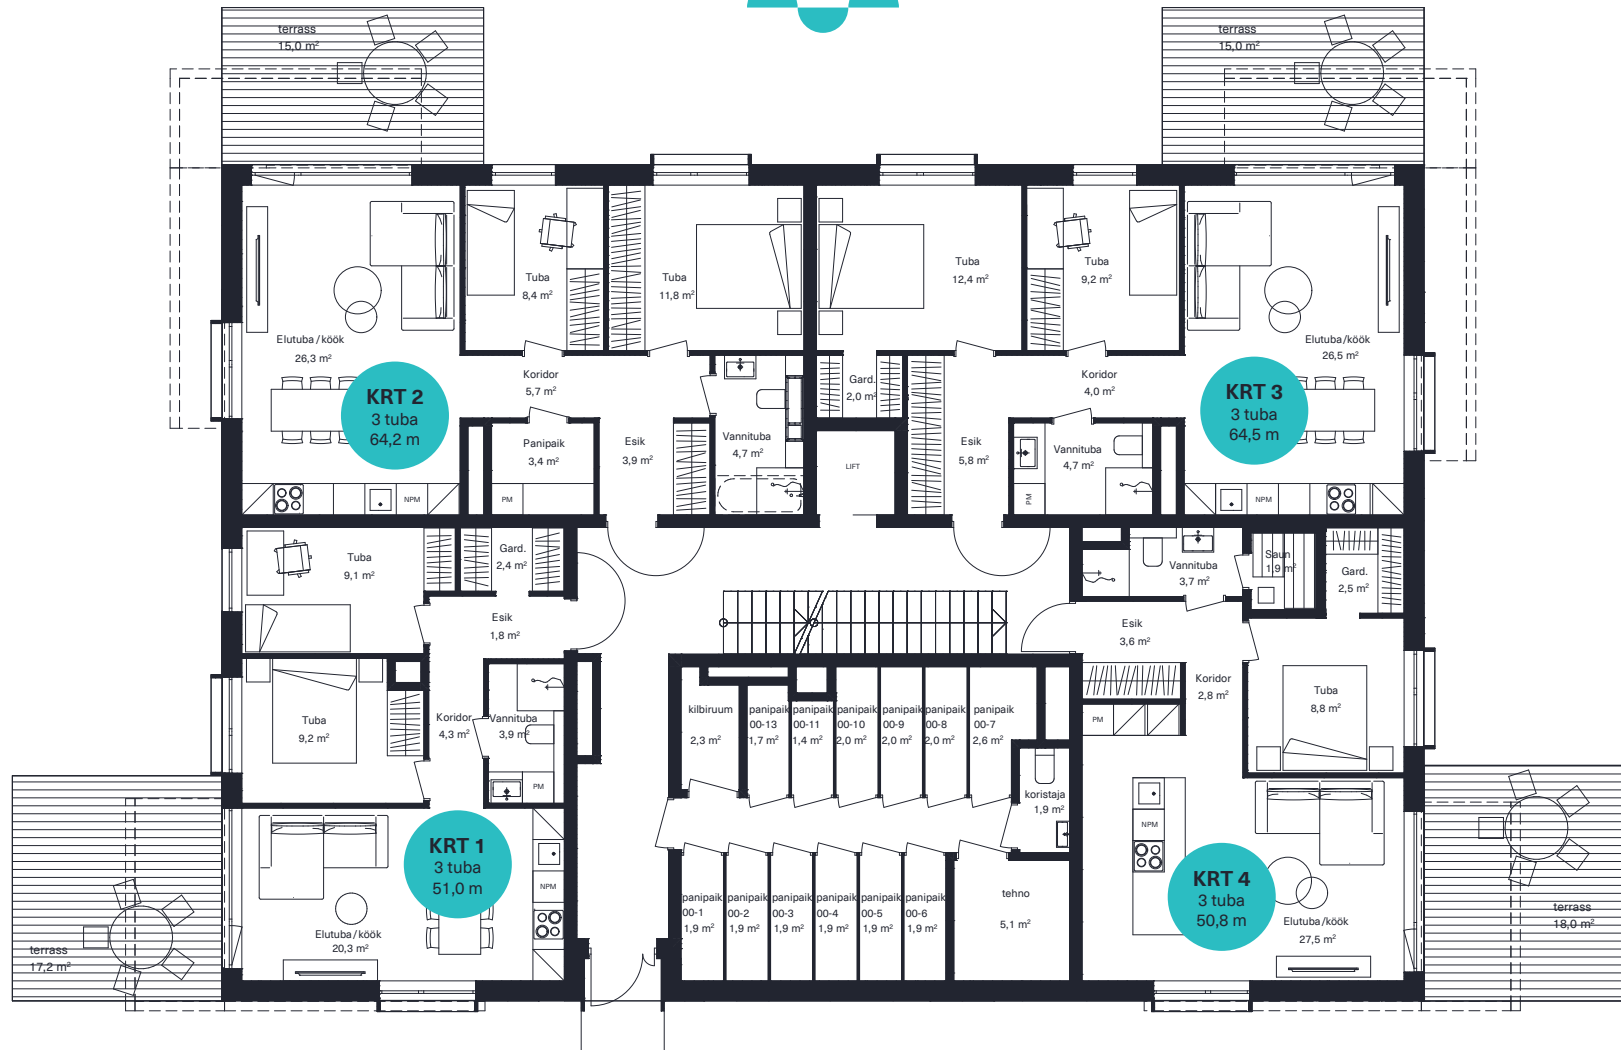 terrass
15,0 m²
terrass
15,0 m²
Tuba
8,4 m²
Tuba
11,8 m²
Tuba
12,4 m²
Tuba
9,2 m²
Elutuba/köök
26,3 m²
Elutuba/köök
26,5 m²
KRT 2
3 tuba
64,2 m
KRT 3
3 tuba
64,5 m
Koridor
5,7 m²
Gard.
2,0 m²
Koridor
4,0 m²
Panipaik
3,4 m²
Esik
3,9 m²
Vannituba
4,7 m²
LIFT
Esik
5,8 m²
Vannituba
4,7 m²
NPM
PM
PM
NPM
Tuba
9,1 m²
Gard.
2,4 m²
Vannituba
3,7 m²
Saun
1,9 m²
Gard.
2,5 m²
Esik
1,8 m²
Esik
3,6 m²
Koridor
2,8 m²
Tuba
8,8 m²
Tuba
9,2 m²
Koridor
4,3 m²
Vannituba
3,9 m²
PM
PM
kilbiruum
2,3 m²
panipaik
00-13
1,7 m²
panipaik
00-11
1,4 m²
panipaik
00-10
2,0 m²
panipaik
00-9
2,0 m²
panipaik
00-8
2,0 m²
panipaik
00-7
2,6 m²
koristaja
1,9 m²
KRT 1
3 tuba
51,0 m
NPM
NPM
KRT 4
3 tuba
50,8 m
panipaik
00-1
1,9 m²
panipaik
00-2
1,9 m²
panipaik
00-3
1,9 m²
panipaik
00-4
1,9 m²
panipaik
00-5
1,9 m²
panipaik
00-6
1,9 m²
tehno
5,1 m²
Elutuba/köök
20,3 m²
Elutuba/köök
27,5 m²
terrass
17,2 m²
terrass
18,0 m²